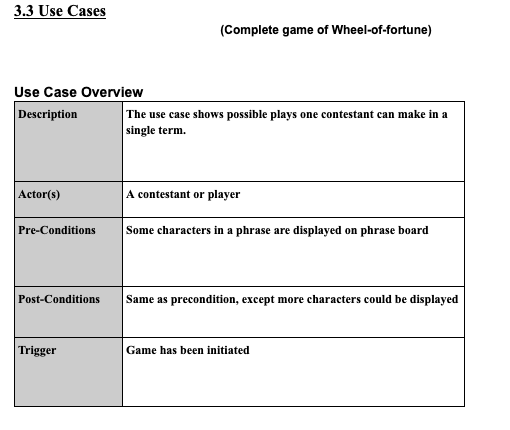 3.3 Use Cases
(Complete game of Wheel-of-fortune)
Use Case Overview
Description
The use case shows possible plays one contestant can make in a
single term.
Actor(s)
A contestant or player
Pre-Conditions
Some characters in a phrase are displayed on phrase board
Post-Conditions
Same as precondition, except more characters could be displayed
Trigger
Game has been initiated